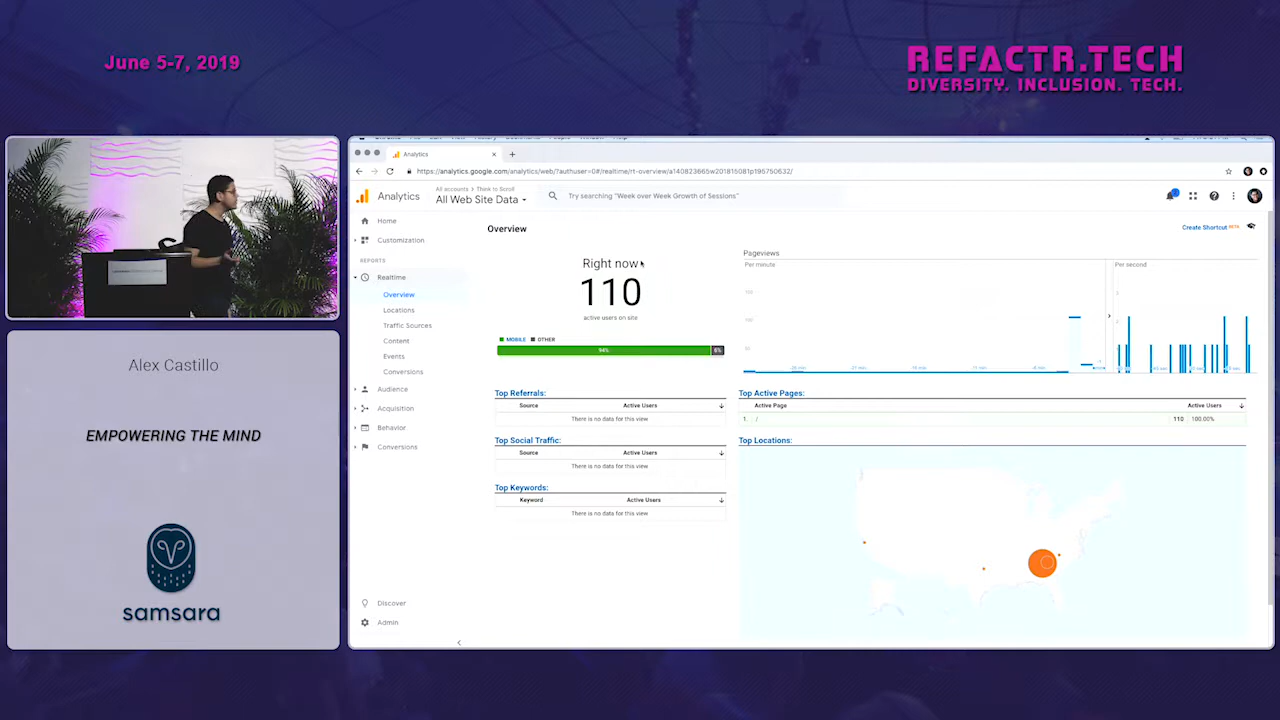 June 5-7, 2019
REFACTR.TECH
DIVERSITY. INCLUSION. TECH.
Analytics
https://analytics.google.com/analytics/web/?authuser=0#/realtime/rt-overview/a140823665w201815081p195750632/
Analytics
All accounts > Think to Scroll
All Web Site Data
Try searching "Week over Week Growth of Sessions"
Home
Customization
REPORTS
Realtime
Overview
Locations
Traffic Sources
Content
Events
Conversions
Audience
Acquisition
Behavior
Conversions
Discover
Admin
Overview
Create Shortcut BETA
Right now
110
active users on site
MOBILE OTHER
94% 6%
Pageviews
Per minute
Per second
150
100
50
Top Referrals:
Source Active Users
There is no data for this view
Top Social Traffic:
Source Active Users
There is no data for this view
Top Keywords:
Keyword Active Users
There is no data for this view
Top Active Pages:
Active Page Active Users
1. / 110 100.00%
Top Locations:
Alex Castillo
EMPOWERING THE MIND
samsara